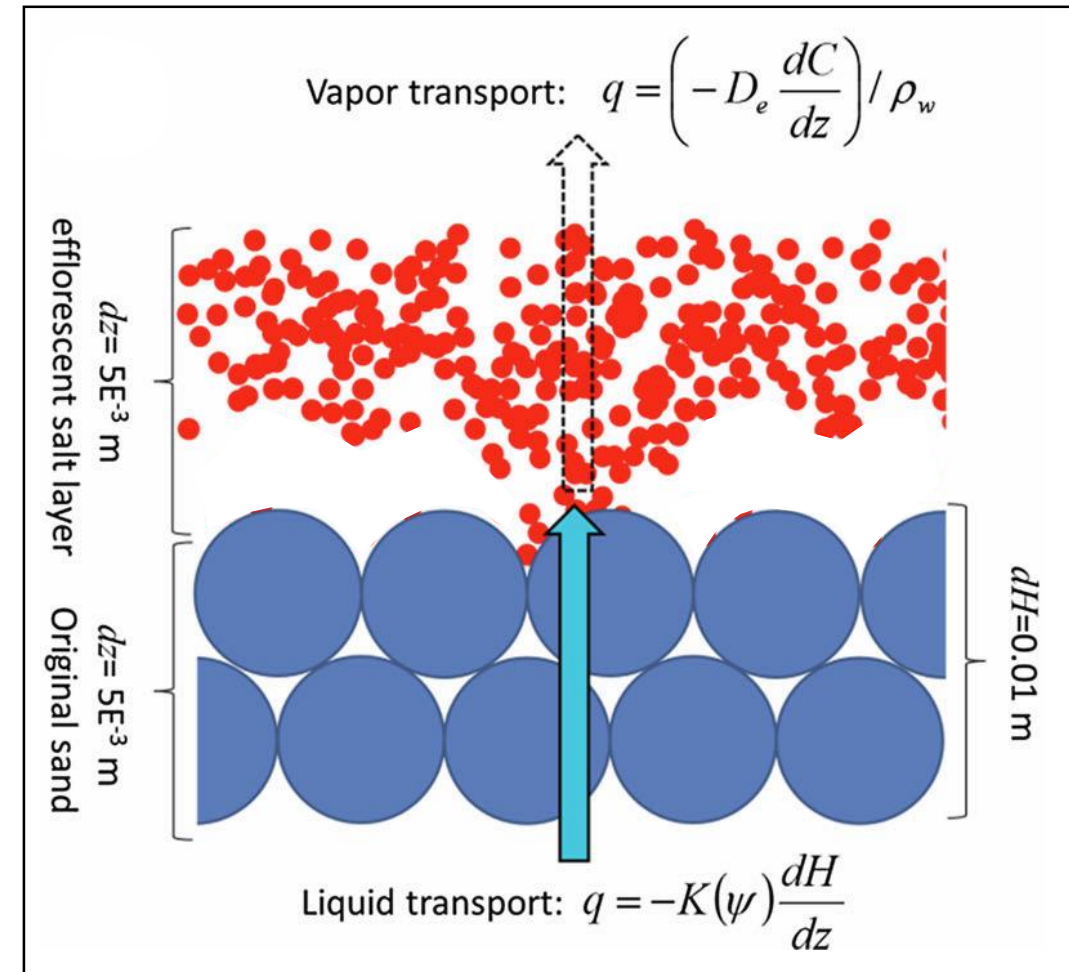 Vapor transport: q = ( − D_e dC/dz ) / ρ_w
efflorescent salt layer
dz= 5E⁻³ m
Original sand
dz= 5E⁻³ m
dH=0.01 m
Liquid transport: q = −K(ψ) dH/dz